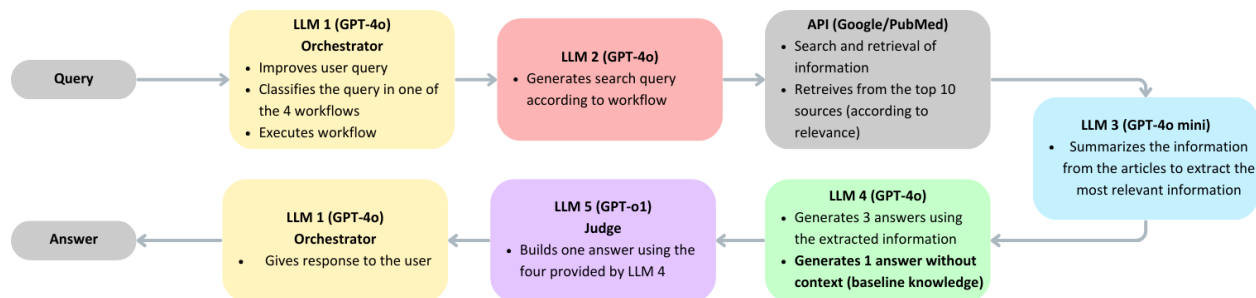 Query
LLM 1 (GPT-4o)
Orchestrator
• Improves user query
• Classifies the query in one of
the 4 workflows
• Executes workflow
LLM 2 (GPT-4o)
• Generates search query
according to workflow
API (Google/PubMed)
• Search and retrieval of
information
• Retreives from the top 10
sources (according to
relevance)
LLM 3 (GPT-4o mini)
• Summarizes the information
from the articles to extract the
most relevant information
LLM 4 (GPT-4o)
• Generates 3 answers using
the extracted information
• Generates 1 answer without
context (baseline knowledge)
LLM 5 (GPT-o1)
Judge
• Builds one answer using the
four provided by LLM 4
LLM 1 (GPT-4o)
Orchestrator
• Gives response to the user
Answer